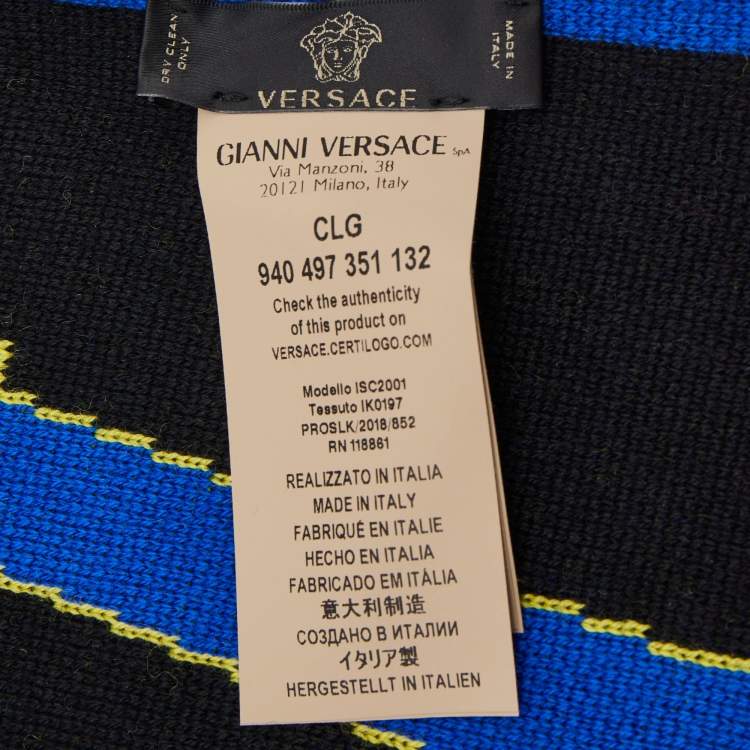 DRY CLEAN
ONLY
VERSACE
MADE IN
ITALY
GIANNI VERSACE SpA
Via Manzoni, 38
20121 Milano, Italy
CLG
940 497 351 132
Check the authenticity
of this product on
VERSACE.CERTILOGO.COM
Modello ISC2001
Tessuto IK0197
PROSLK/2018/852
RN 118861
REALIZZATO IN ITALIA
MADE IN ITALY
FABRIQUÉ EN ITALIE
HECHO EN ITALIA
FABRICADO EM ITÁLIA
意大利制造
СОЗДАНО В ИТАЛИИ
イタリア製
HERGESTELLT IN ITALIEN